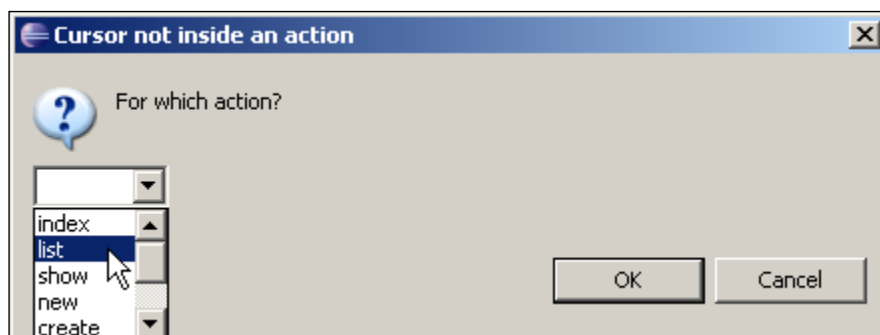 Cursor not inside an action
For which action?
index
list
show
new
create
OK
Cancel